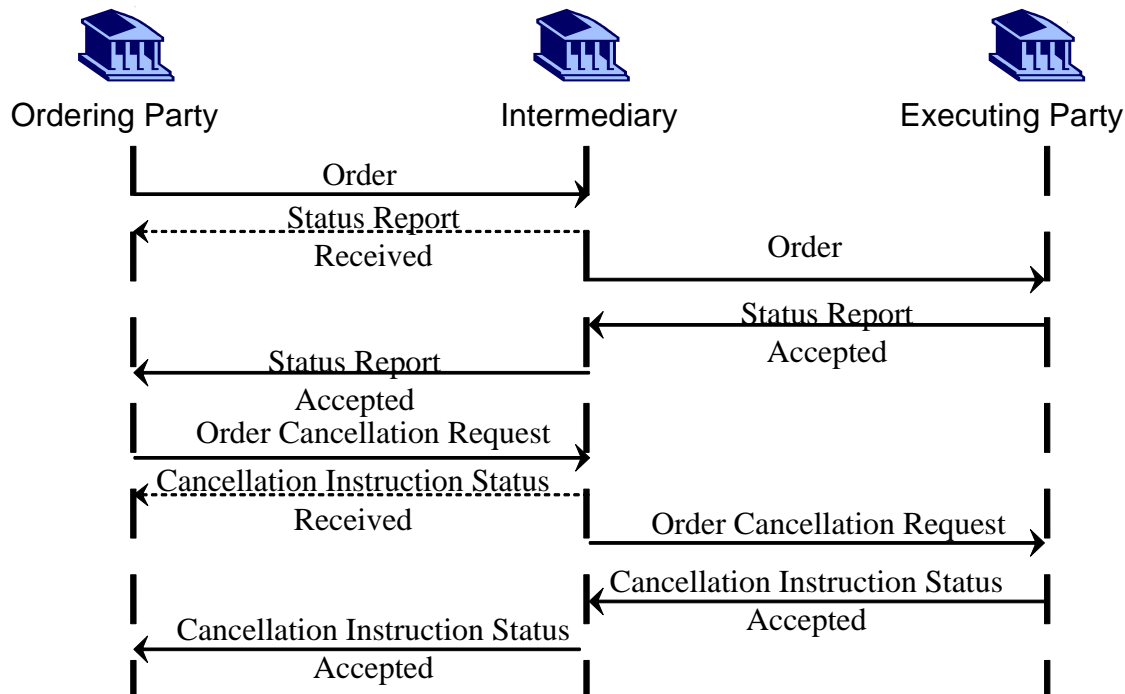 Ordering Party
Intermediary
Executing Party
Order
Status Report
Received
Order
Status Report
Accepted
Status Report
Accepted
Order Cancellation Request
Cancellation Instruction Status
Received
Order Cancellation Request
Cancellation Instruction Status
Accepted
Cancellation Instruction Status
Accepted